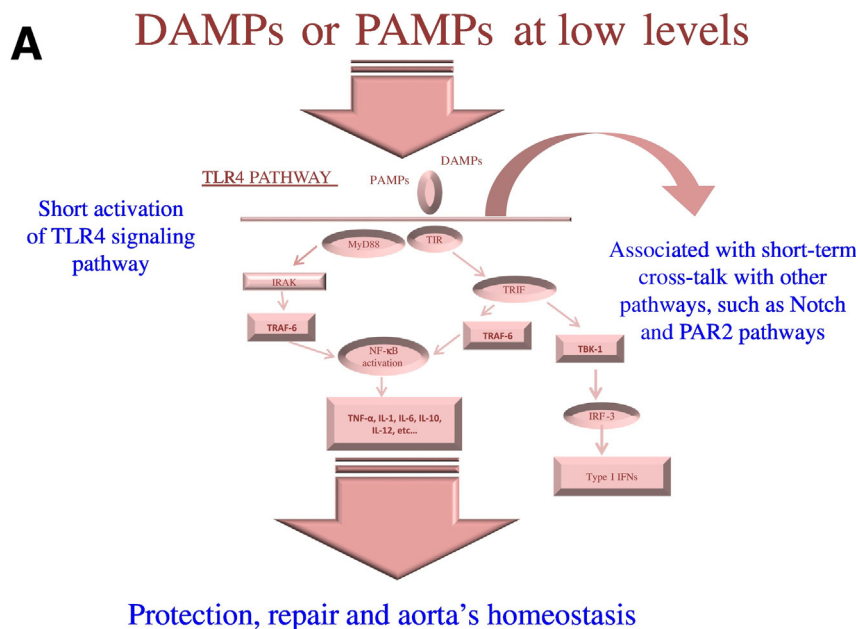 A
DAMPs or PAMPs at low levels
DAMPs
TLR4 PATHWAY
PAMPs
Short activation
of TLR4 signaling
pathway
MyD88
TIR
Associated with short-term
cross-talk with other
pathways, such as Notch
and PAR2 pathways
IRAK
TRIF
TRAF-6
TRAF-6
NF-κB
activation
TBK-1
TNF-α, IL-1, IL-6, IL-10,
IL-12, etc...
IRF-3
Type 1 IFNs
Protection, repair and aorta's homeostasis